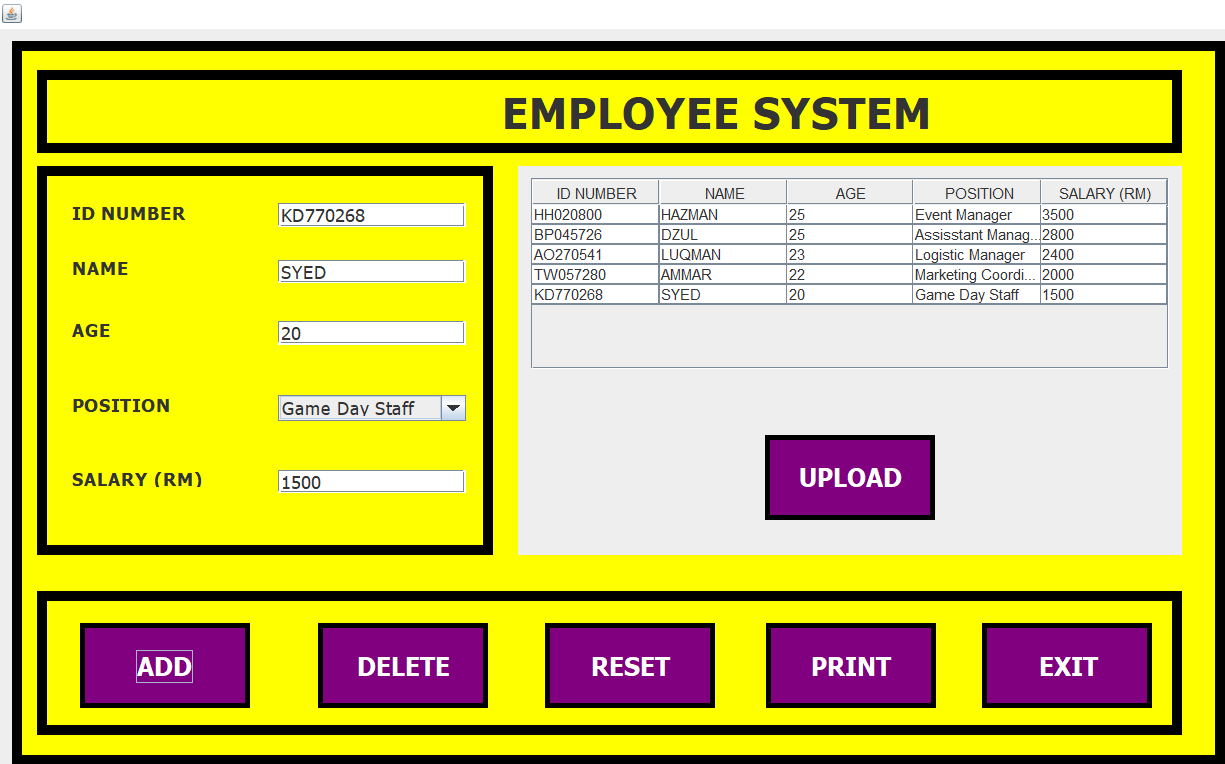 EMPLOYEE SYSTEM
ID NUMBER KD770268
NAME SYED
AGE 20
POSITION Game Day Staff
SALARY (RM) 1500
ID NUMBER NAME AGE POSITION SALARY (RM)
HH020800 HAZMAN 25 Event Manager 3500
BP045726 DZUL 25 Assisstant Manag... 2800
AO270541 LUQMAN 23 Logistic Manager 2400
TW057280 AMMAR 22 Marketing Coordi... 2000
KD770268 SYED 20 Game Day Staff 1500
UPLOAD
ADD DELETE RESET PRINT EXIT